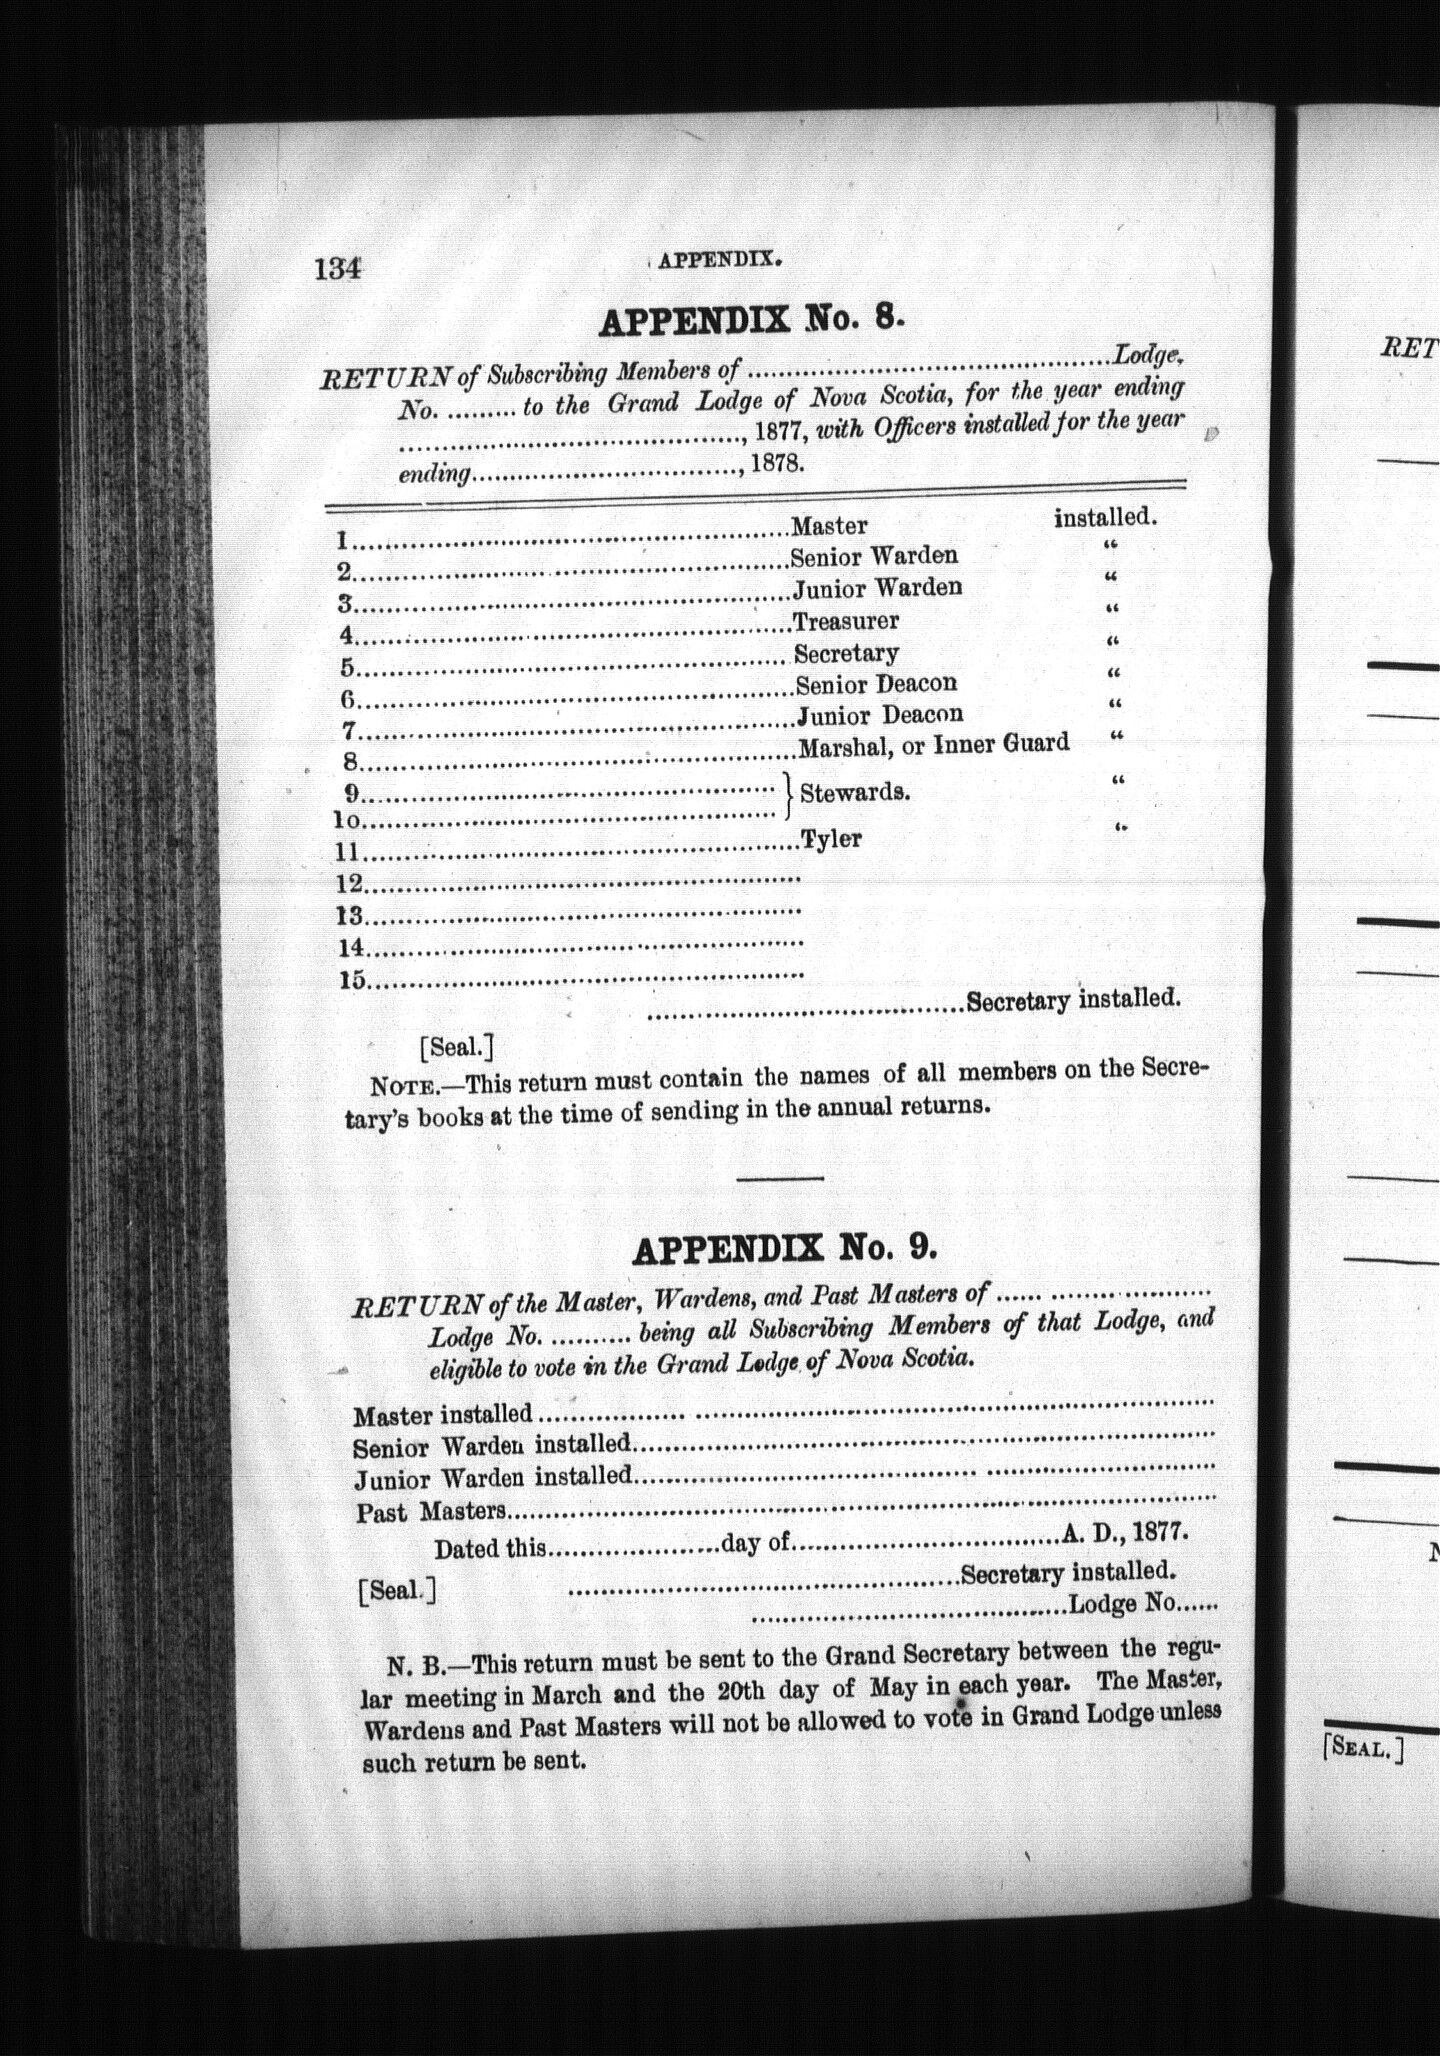 134 APPENDIX.
APPENDIX No. 8.
RETURN of Subscribing Members of ............................................Lodge,
No. ......... to the Grand Lodge of Nova Scotia, for the year ending
........................................., 1877, with Officers installed for the year
ending................................, 1878.
1.....................................................Master installed.
2.....................................................Senior Warden “
3.....................................................Junior Warden “
4.....................................................Treasurer “
5.....................................................Secretary “
6.....................................................Senior Deacon “
7.....................................................Junior Deacon “
8.....................................................Marshal, or Inner Guard “
9..................................................} Stewards. “
10..................................................
11.....................................................Tyler “
12.....................................................
13.....................................................
14.....................................................
15.....................................................
......................................Secretary installed.
[Seal.]
NOTE.—This return must contain the names of all members on the Secre-
tary's books at the time of sending in the annual returns.
APPENDIX No. 9.
RETURN of the Master, Wardens, and Past Masters of ...... ...................
Lodge No. .......... being all Subscribing Members of that Lodge, and
eligible to vote in the Grand Lodge of Nova Scotia.
Master installed .................. ...............................................................
Senior Warden installed......................................................................
Junior Warden installed.......................................... ...........................
Past Masters......................................................................................
Dated this.....................day of.................................A. D., 1877.
[Seal.] ...............................................Secretary installed.
......................................Lodge No......
N. B.—This return must be sent to the Grand Secretary between the regu-
lar meeting in March and the 20th day of May in each year. The Master,
Wardens and Past Masters will not be allowed to vote in Grand Lodge unless
such return be sent.
RET
[SEAL.]